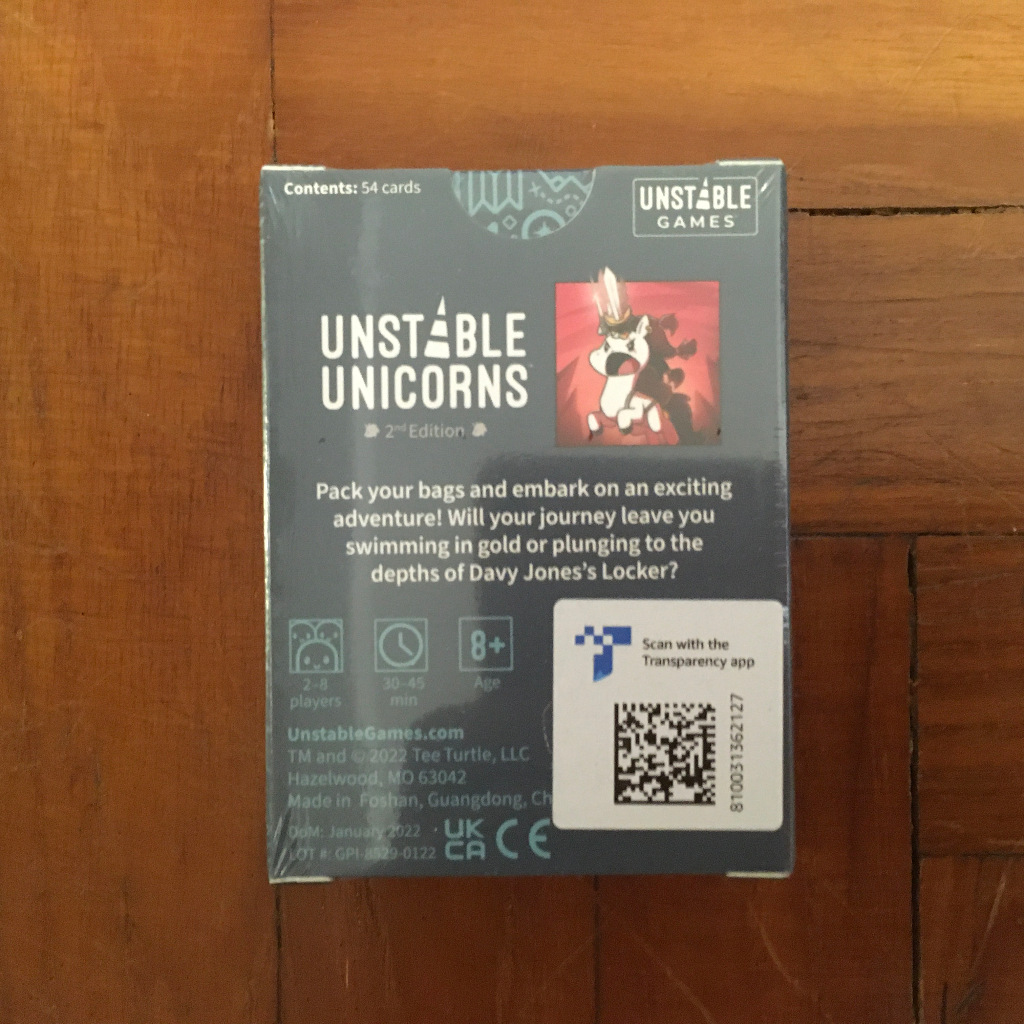 Contents: 54 cards
UNSTABLE
GAMES
UNSTABLE
UNICORNS
2nd Edition
Pack your bags and embark on an exciting
adventure! Will your journey leave you
swimming in gold or plunging to the
depths of Davy Jones's Locker?
8+
2-8
players
30-45
min
Age
UnstableGames.com
TM and © 2022 Tee Turtle, LLC
Hazelwood, MO 63042
Made in Foshan, Guangdong, Ch
DoM: January 2022
LOT #: GPI-8529-0122
UK
CA
CE
Scan with the
Transparency app
810031362127